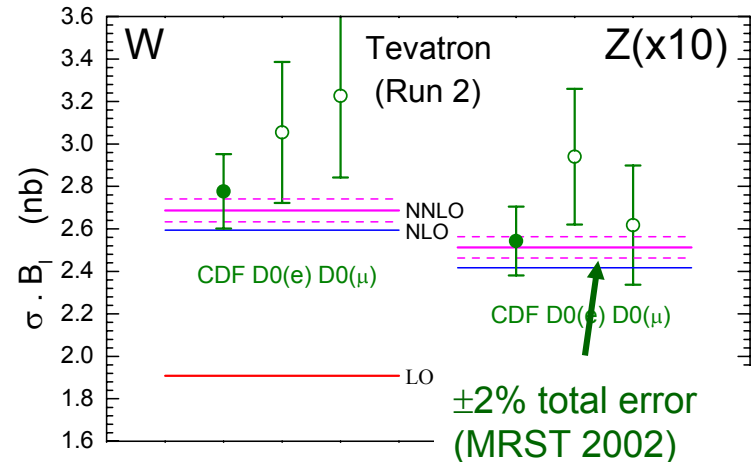 W
Tevatron
(Run 2)
Z(x10)
3.6
3.4
3.2
3.0
2.8
2.6
2.4
2.2
2.0
1.8
1.6
σ . B_l (nb)
NNLO
NLO
LO
CDF D0(e) D0(μ)
CDF D0(e) D0(μ)
±2% total error
(MRST 2002)